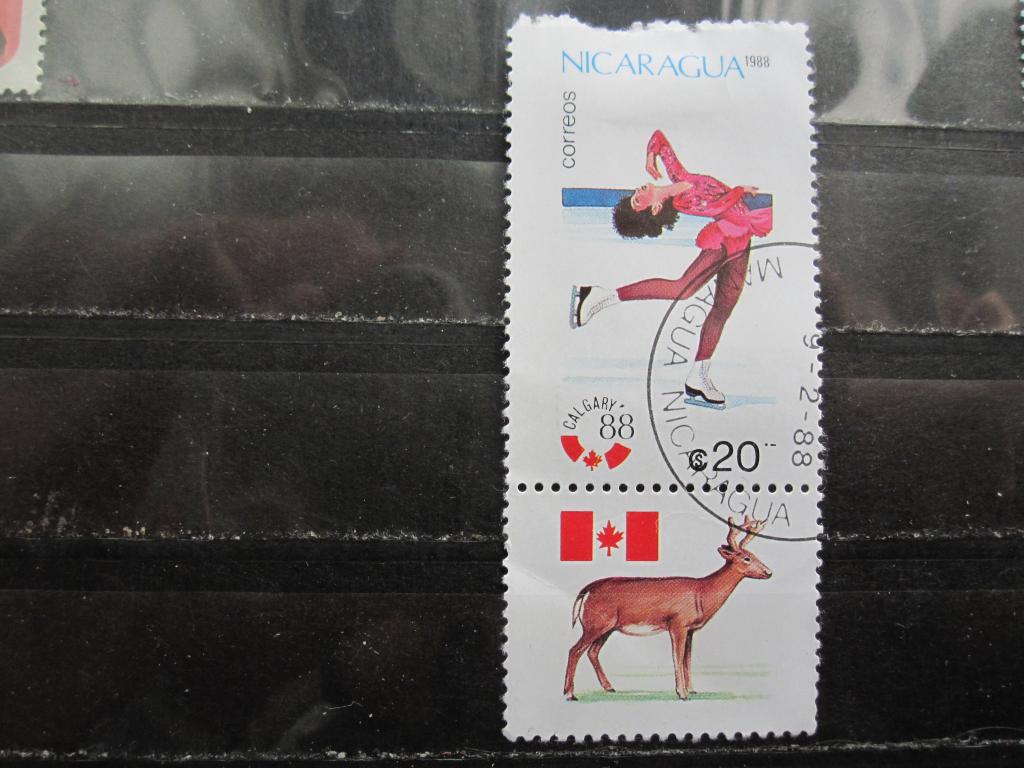 NICARAGUA 1988
correos
CALGARY*
88
₡20
MANAGUA NICARAGUA
9-2-88